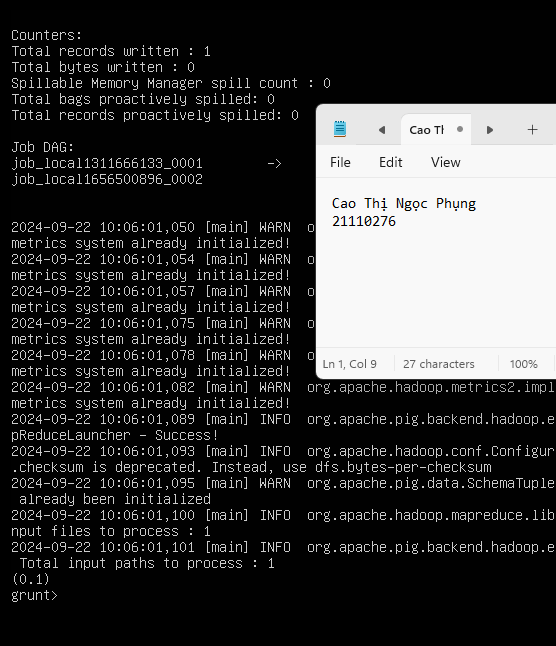 Counters:
Total records written : 1
Total bytes written : 0
Spillable Memory Manager spill count : 0
Total bags proactively spilled: 0
Total records proactively spilled: 0
Job DAG:
job_local1311666133_0001        ->
job_local1656500896_0002
2024-09-22 10:06:01,050 [main] WARN  o
metrics system already initialized!
2024-09-22 10:06:01,054 [main] WARN  o
metrics system already initialized!
2024-09-22 10:06:01,057 [main] WARN  o
metrics system already initialized!
2024-09-22 10:06:01,075 [main] WARN  o
metrics system already initialized!
2024-09-22 10:06:01,078 [main] WARN  o
metrics system already initialized!
2024-09-22 10:06:01,082 [main] WARN  org.apache.hadoop.metrics2.impl
metrics system already initialized!
2024-09-22 10:06:01,089 [main] INFO  org.apache.pig.backend.hadoop.e
pReduceLauncher - Success!
2024-09-22 10:06:01,093 [main] INFO  org.apache.hadoop.conf.Configur
.checksum is deprecated. Instead, use dfs.bytes-per-checksum
2024-09-22 10:06:01,095 [main] WARN  org.apache.pig.data.SchemaTuple
already been initialized
2024-09-22 10:06:01,100 [main] INFO  org.apache.hadoop.mapreduce.lib
nput files to process : 1
2024-09-22 10:06:01,101 [main] INFO  org.apache.pig.backend.hadoop.e
Total input paths to process : 1
(0.1)
grunt>
Cao Th
File Edit View
Cao Thị Ngọc Phụng
21110276
Ln 1, Col 9 27 characters 100%